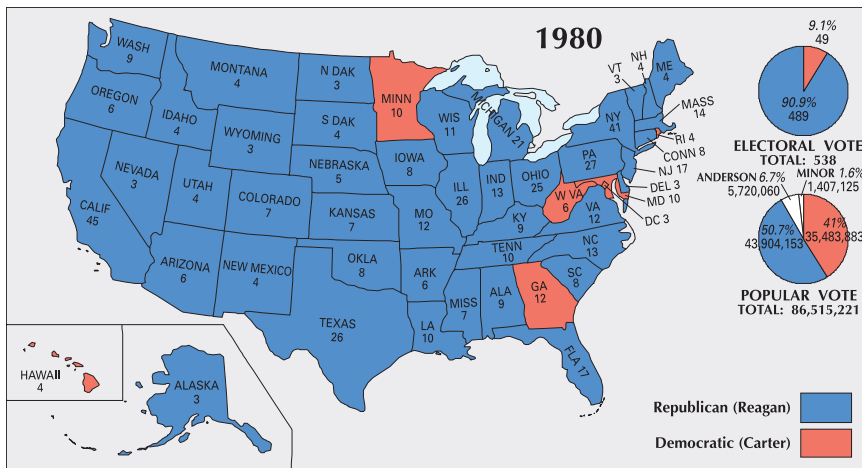 1980
WASH
9
OREGON
6
CALIF
45
NEVADA
3
IDAHO
4
MONTANA
4
WYOMING
3
UTAH
4
ARIZONA
6
COLORADO
7
NEW MEXICO
4
N DAK
3
S DAK
4
NEBRASKA
5
KANSAS
7
OKLA
8
TEXAS
26
MINN
10
IOWA
8
MO
12
ARK
6
LA
10
WIS
11
ILL
26
MICHIGAN 21
IND
13
OHIO
25
KY
9
TENN
10
MISS
7
ALA
9
GA
12
FLA 17
SC
8
NC
13
VA
12
W VA
6
PA
27
NY
41
VT
3
NH
4
ME
4
MASS
14
RI 4
CONN 8
NJ 17
DEL 3
MD 10
DC 3
HAWAII
4
ALASKA
3
9.1%
49
90.9%
489
ELECTORAL VOTE
TOTAL: 538
ANDERSON 6.7%
5,720,060
MINOR 1.6%
1,407,125
50.7%
43,904,153
41%
35,483,883
POPULAR VOTE
TOTAL: 86,515,221
Republican (Reagan)
Democratic (Carter)